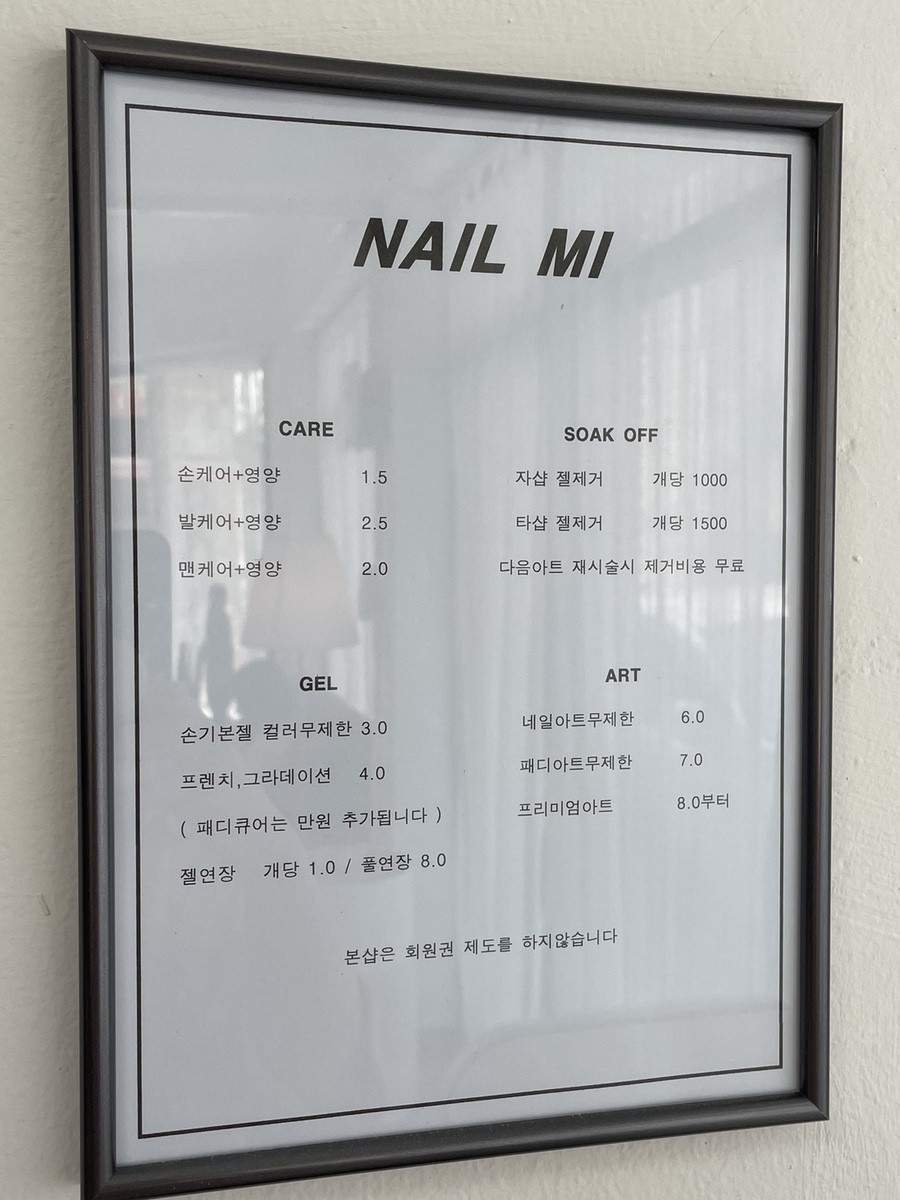 NAIL MI
CARE
손케어+영양 1.5
발케어+영양 2.5
맨케어+영양 2.0
SOAK OFF
자샵 젤제거 개당 1000
타샵 젤제거 개당 1500
다음아트 재시술시 제거비용 무료
GEL
손기본젤 컬러무제한 3.0
프렌치,그라데이션 4.0
( 패디큐어는 만원 추가됩니다 )
젤연장 개당 1.0 / 풀연장 8.0
ART
네일아트무제한 6.0
패디아트무제한 7.0
프리미엄아트 8.0부터
본샵은 회원권 제도를 하지않습니다